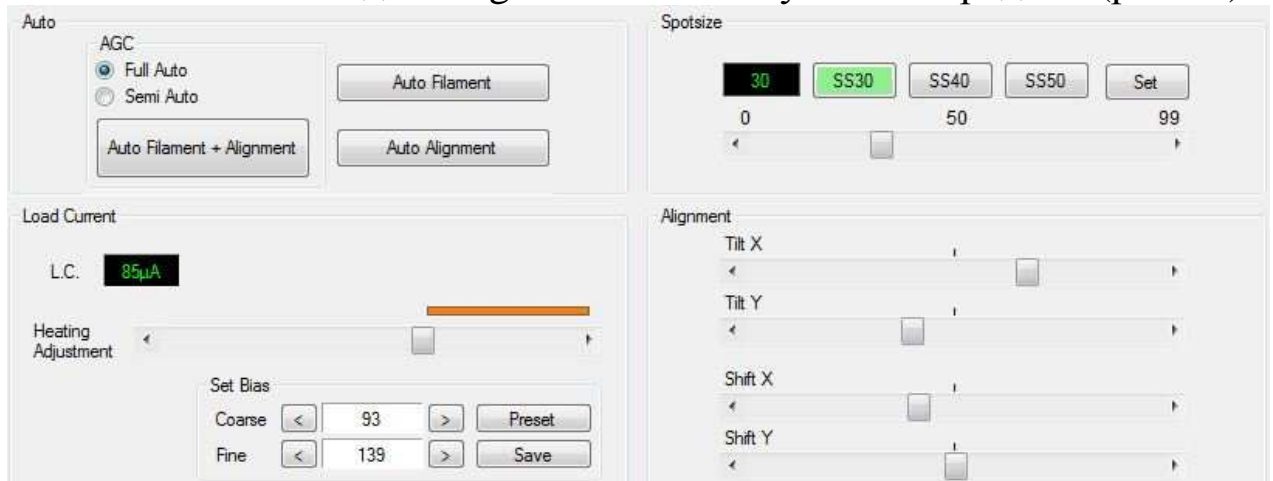 Auto
AGC
Full Auto
Semi Auto
Auto Filament + Alignment
Auto Filament
Auto Alignment
Spotsize
30 SS30 SS40 SS50 Set
0 50 99
Load Current
L.C. 85µA
Heating
Adjustment
Set Bias
Coarse < 93 > Preset
Fine < 139 > Save
Alignment
Tilt X
Tilt Y
Shift X
Shift Y